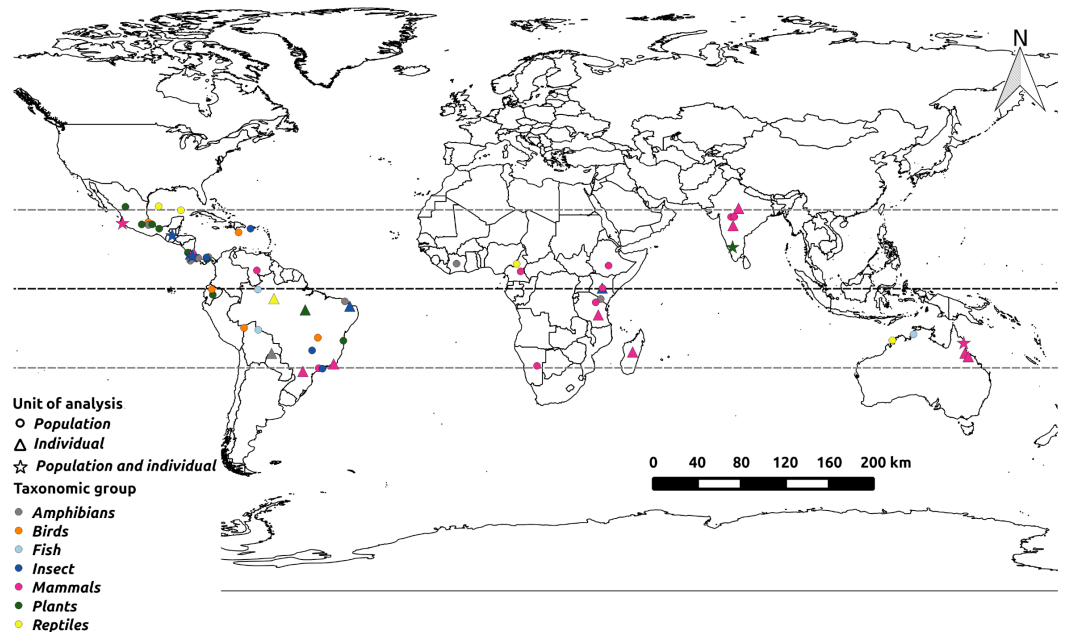 N
0 40 80 120 160 200 km
Unit of analysis
Population
Individual
Population and individual
Taxonomic group
Amphibians
Birds
Fish
Insect
Mammals
Plants
Reptiles